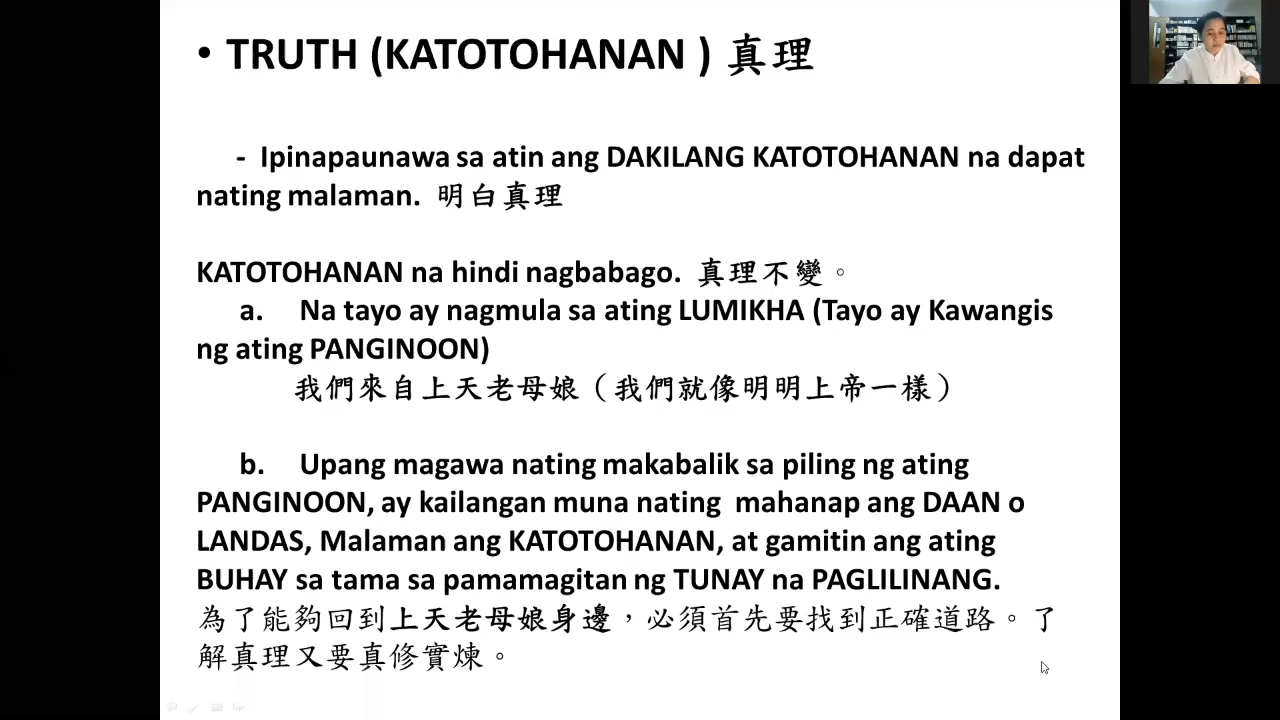 • TRUTH (KATOTOHANAN ) 真理
- Ipinapaunawa sa atin ang DAKILANG KATOTOHANAN na dapat
nating malaman. 明白真理
KATOTOHANAN na hindi nagbabago. 真理不變。
a. Na tayo ay nagmula sa ating LUMIKHA (Tayo ay Kawangis
ng ating PANGINOON)
我們來自上天老母娘（我們就像明明上帝一樣）
b. Upang magawa nating makabalik sa piling ng ating
PANGINOON, ay kailangan muna nating mahanap ang DAAN o
LANDAS, Malaman ang KATOTOHANAN, at gamitin ang ating
BUHAY sa tama sa pamamagitan ng TUNAY na PAGLILINANG.
為了能夠回到上天老母娘身邊，必須首先要找到正確道路。了
解真理又要真修實煉。